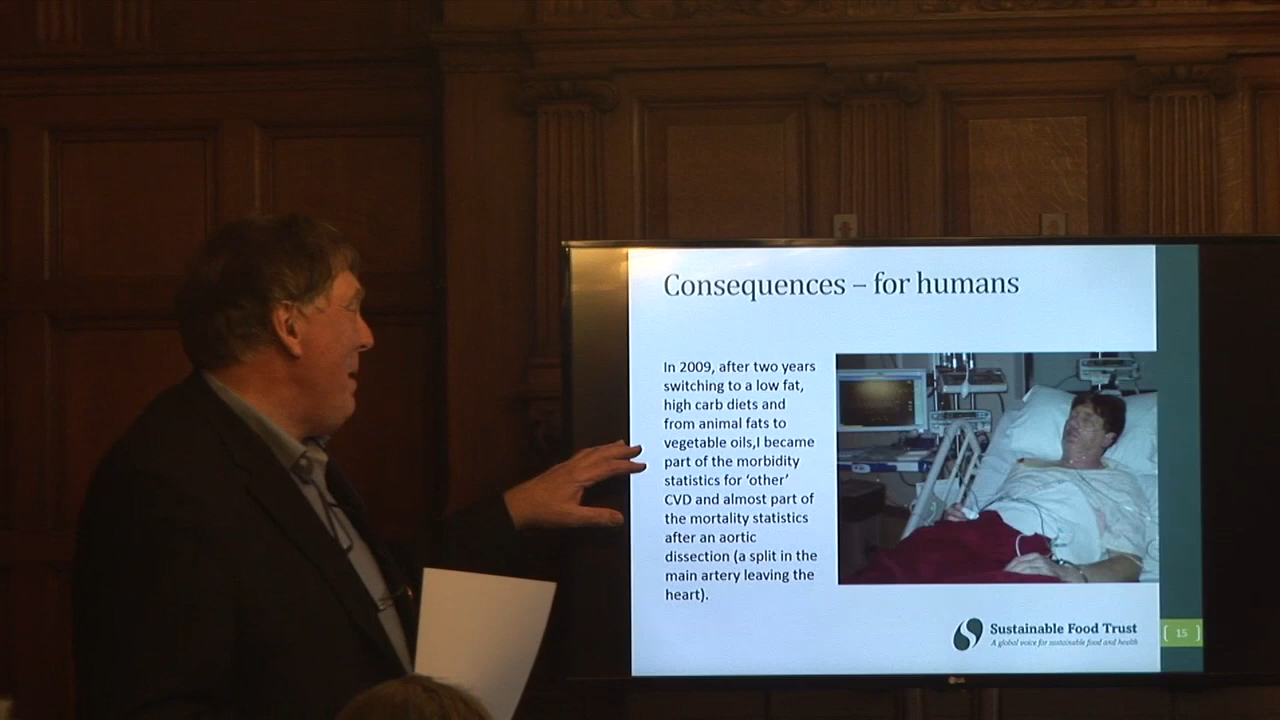 Consequences – for humans
In 2009, after two years
switching to a low fat,
high carb diets and
from animal fats to
vegetable oils,I became
part of the morbidity
statistics for ‘other’
CVD and almost part of
the mortality statistics
after an aortic
dissection (a split in the
main artery leaving the
heart).
Sustainable Food Trust
A global voice for sustainable food and health
[ 15 ]
LG